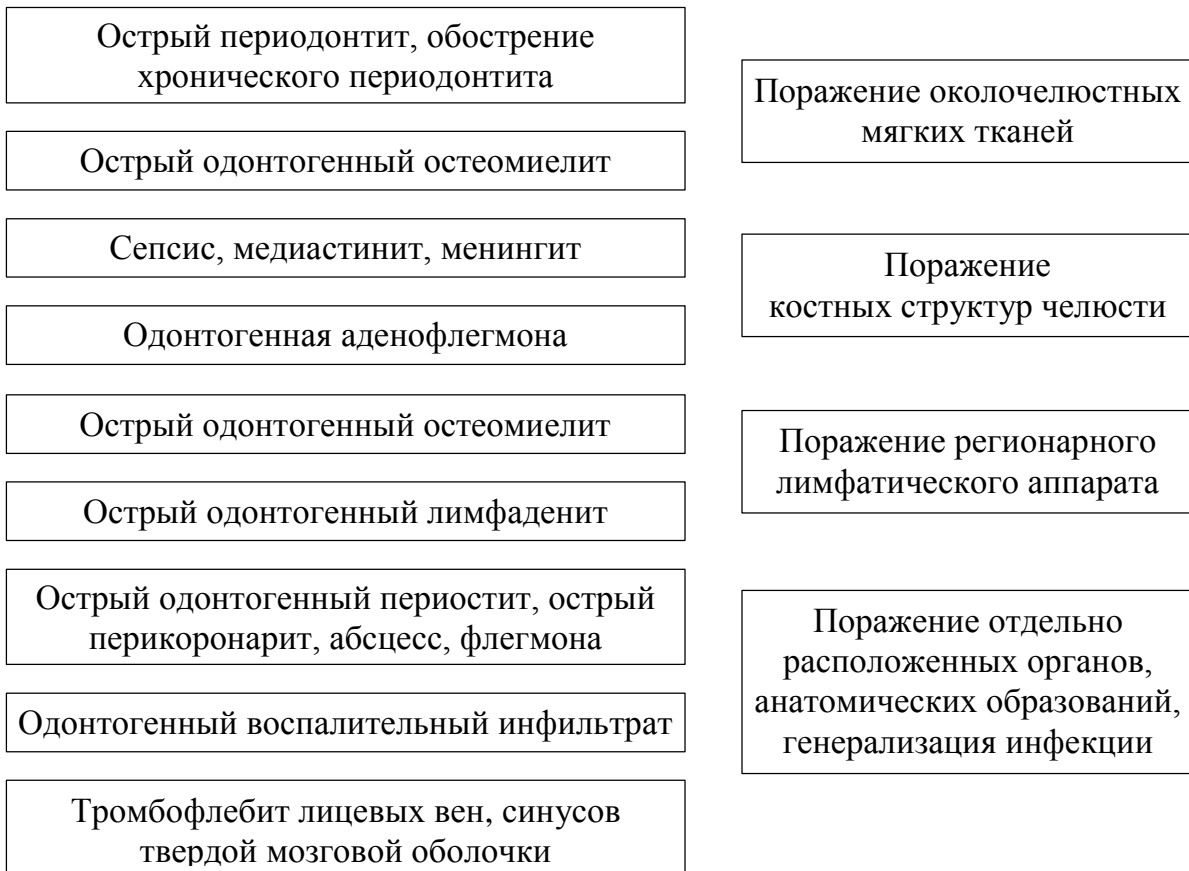 Острый периодонтит, обострение
хронического периодонтита
Острый одонтогенный остеомиелит
Сепсис, медиастинит, менингит
Одонтогенная аденофлегмона
Острый одонтогенный остеомиелит
Острый одонтогенный лимфаденит
Острый одонтогенный периостит, острый
перикоронарит, абсцесс, флегмона
Одонтогенный воспалительный инфильтрат
Тромбофлебит лицевых вен, синусов
твердой мозговой оболочки
Поражение околочелюстных
мягких тканей
Поражение
костных структур челюсти
Поражение регионарного
лимфатического аппарата
Поражение отдельно
расположенных органов,
анатомических образований,
генерализация инфекции